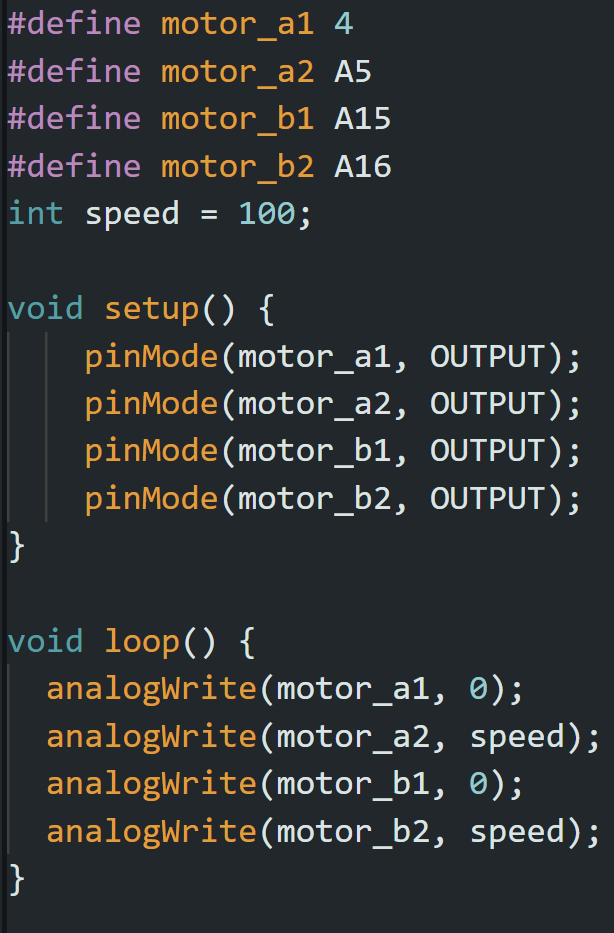 #define motor_a1 4
#define motor_a2 A5
#define motor_b1 A15
#define motor_b2 A16
int speed = 100;
void setup() {
pinMode(motor_a1, OUTPUT);
pinMode(motor_a2, OUTPUT);
pinMode(motor_b1, OUTPUT);
pinMode(motor_b2, OUTPUT);
}
void loop() {
analogWrite(motor_a1, 0);
analogWrite(motor_a2, speed);
analogWrite(motor_b1, 0);
analogWrite(motor_b2, speed);
}